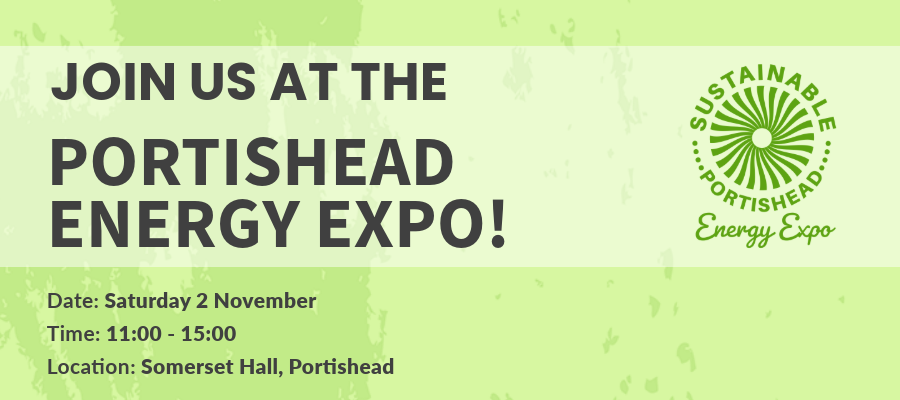 JOIN US AT THE
PORTISHEAD
ENERGY EXPO!
SUSTAINABLE
PORTISHEAD
Energy Expo
Date: Saturday 2 November
Time: 11:00 - 15:00
Location: Somerset Hall, Portishead